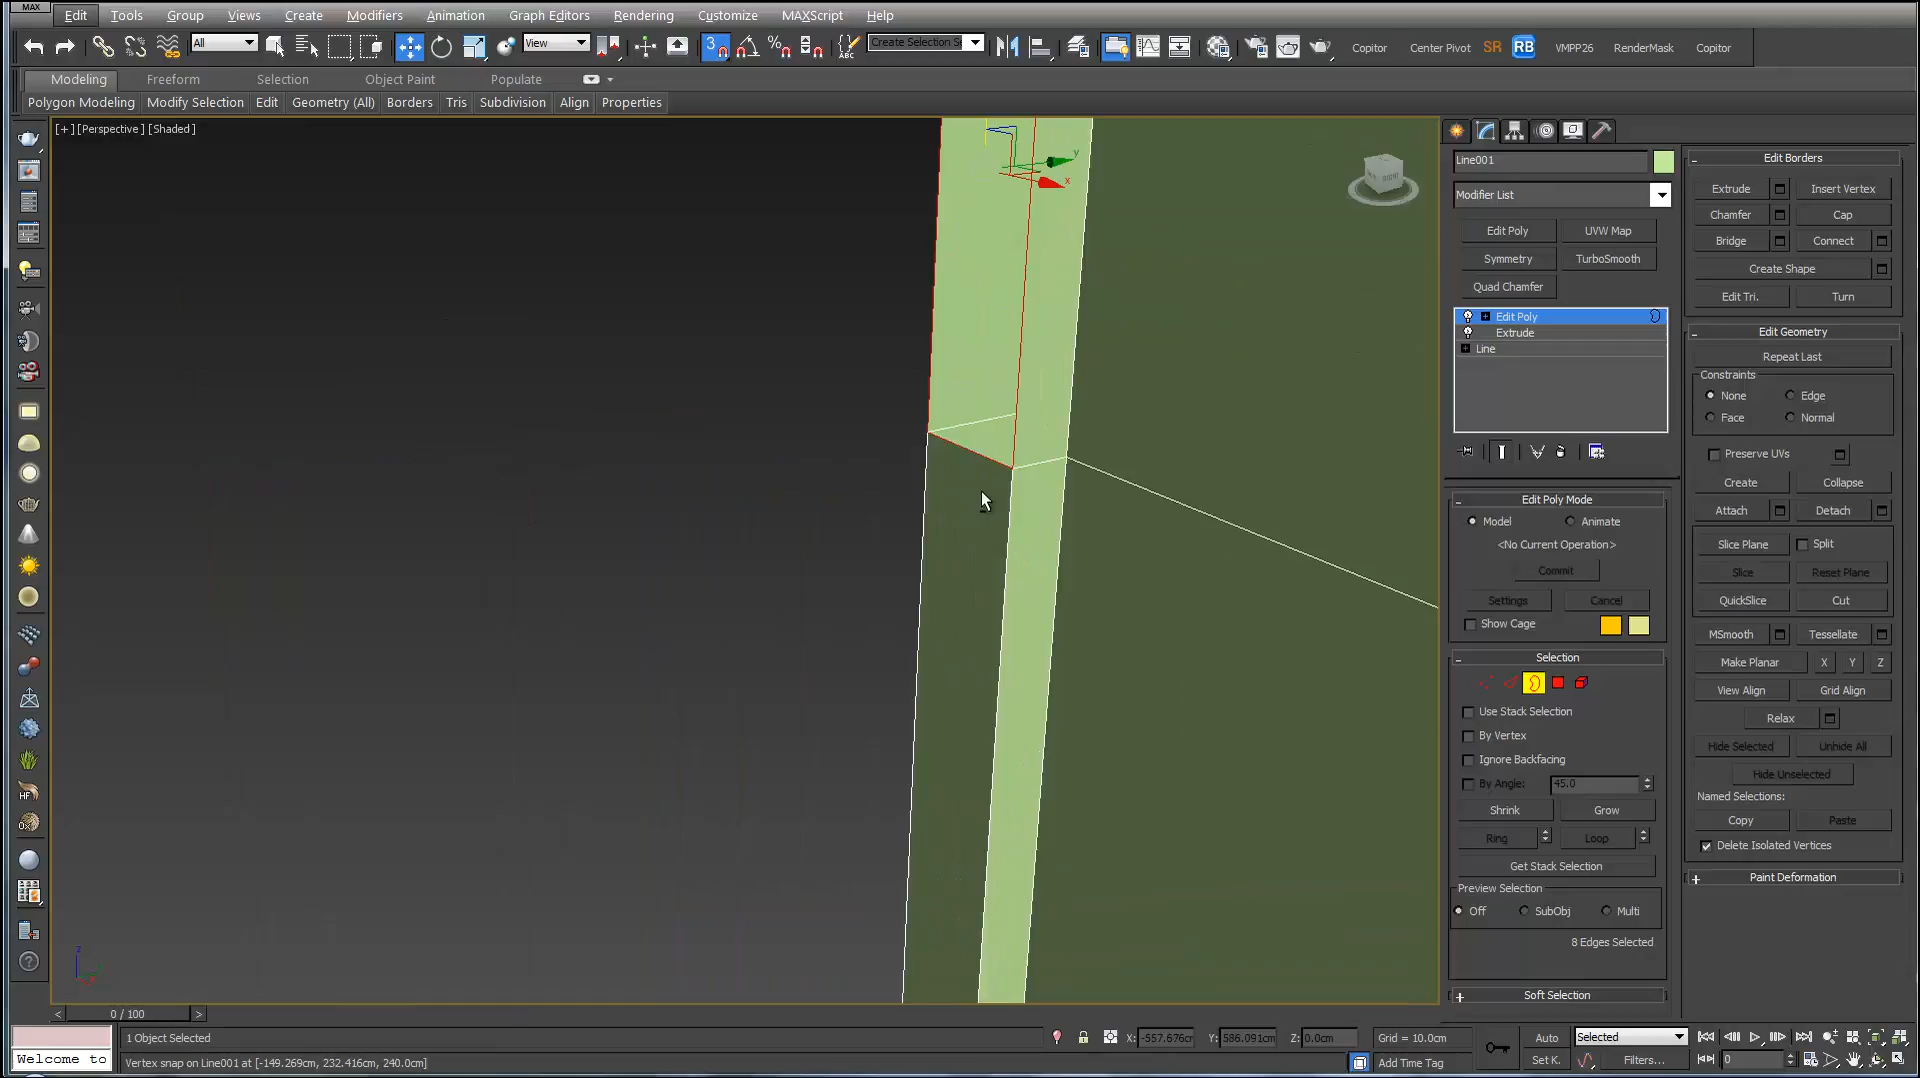 MAX
Edit Tools Group Views Create Modifiers Animation Graph Editors Rendering Customize MAXScript Help
All View 3 Create Selection Se Copitor Center Pivot SR RB VMPP26 RenderMask Copitor
Modeling Freeform Selection Object Paint Populate
Polygon Modeling Modify Selection Edit Geometry (All) Borders Tris Subdivision Align Properties
[+] [Perspective] [Shaded]
y
x
RIGHT
Line001
Modifier List
Edit Poly UVW Map
Symmetry TurboSmooth
Quad Chamfer
Edit Poly
Extrude
Line
Edit Poly Mode
Model Animate
<No Current Operation>
Commit
Settings Cancel
Show Cage
Selection
Use Stack Selection
By Vertex
Ignore Backfacing
By Angle: 45.0
Shrink Grow
Ring Loop
Get Stack Selection
Preview Selection
Off SubObj Multi
8 Edges Selected
Soft Selection
Edit Borders
Extrude Insert Vertex
Chamfer Cap
Bridge Connect
Create Shape
Edit Tri. Turn
Edit Geometry
Repeat Last
Constraints
None Edge
Face Normal
Preserve UVs
Create Collapse
Attach Detach
Slice Plane Split
Slice Reset Plane
QuickSlice Cut
MSmooth Tessellate
Make Planar X Y Z
View Align Grid Align
Relax
Hide Selected Unhide All
Hide Unselected
Named Selections:
Copy Paste
Delete Isolated Vertices
Paint Deformation
z
< 0 / 100 >
1 Object Selected X: -557.676cm Y: 586.091cm Z: 0.0cm Grid = 10.0cm Auto Selected
Welcome to Vertex snap on Line001 at [-149.269cm, 232.416cm, 240.0cm] Add Time Tag Set K. Filters... 0